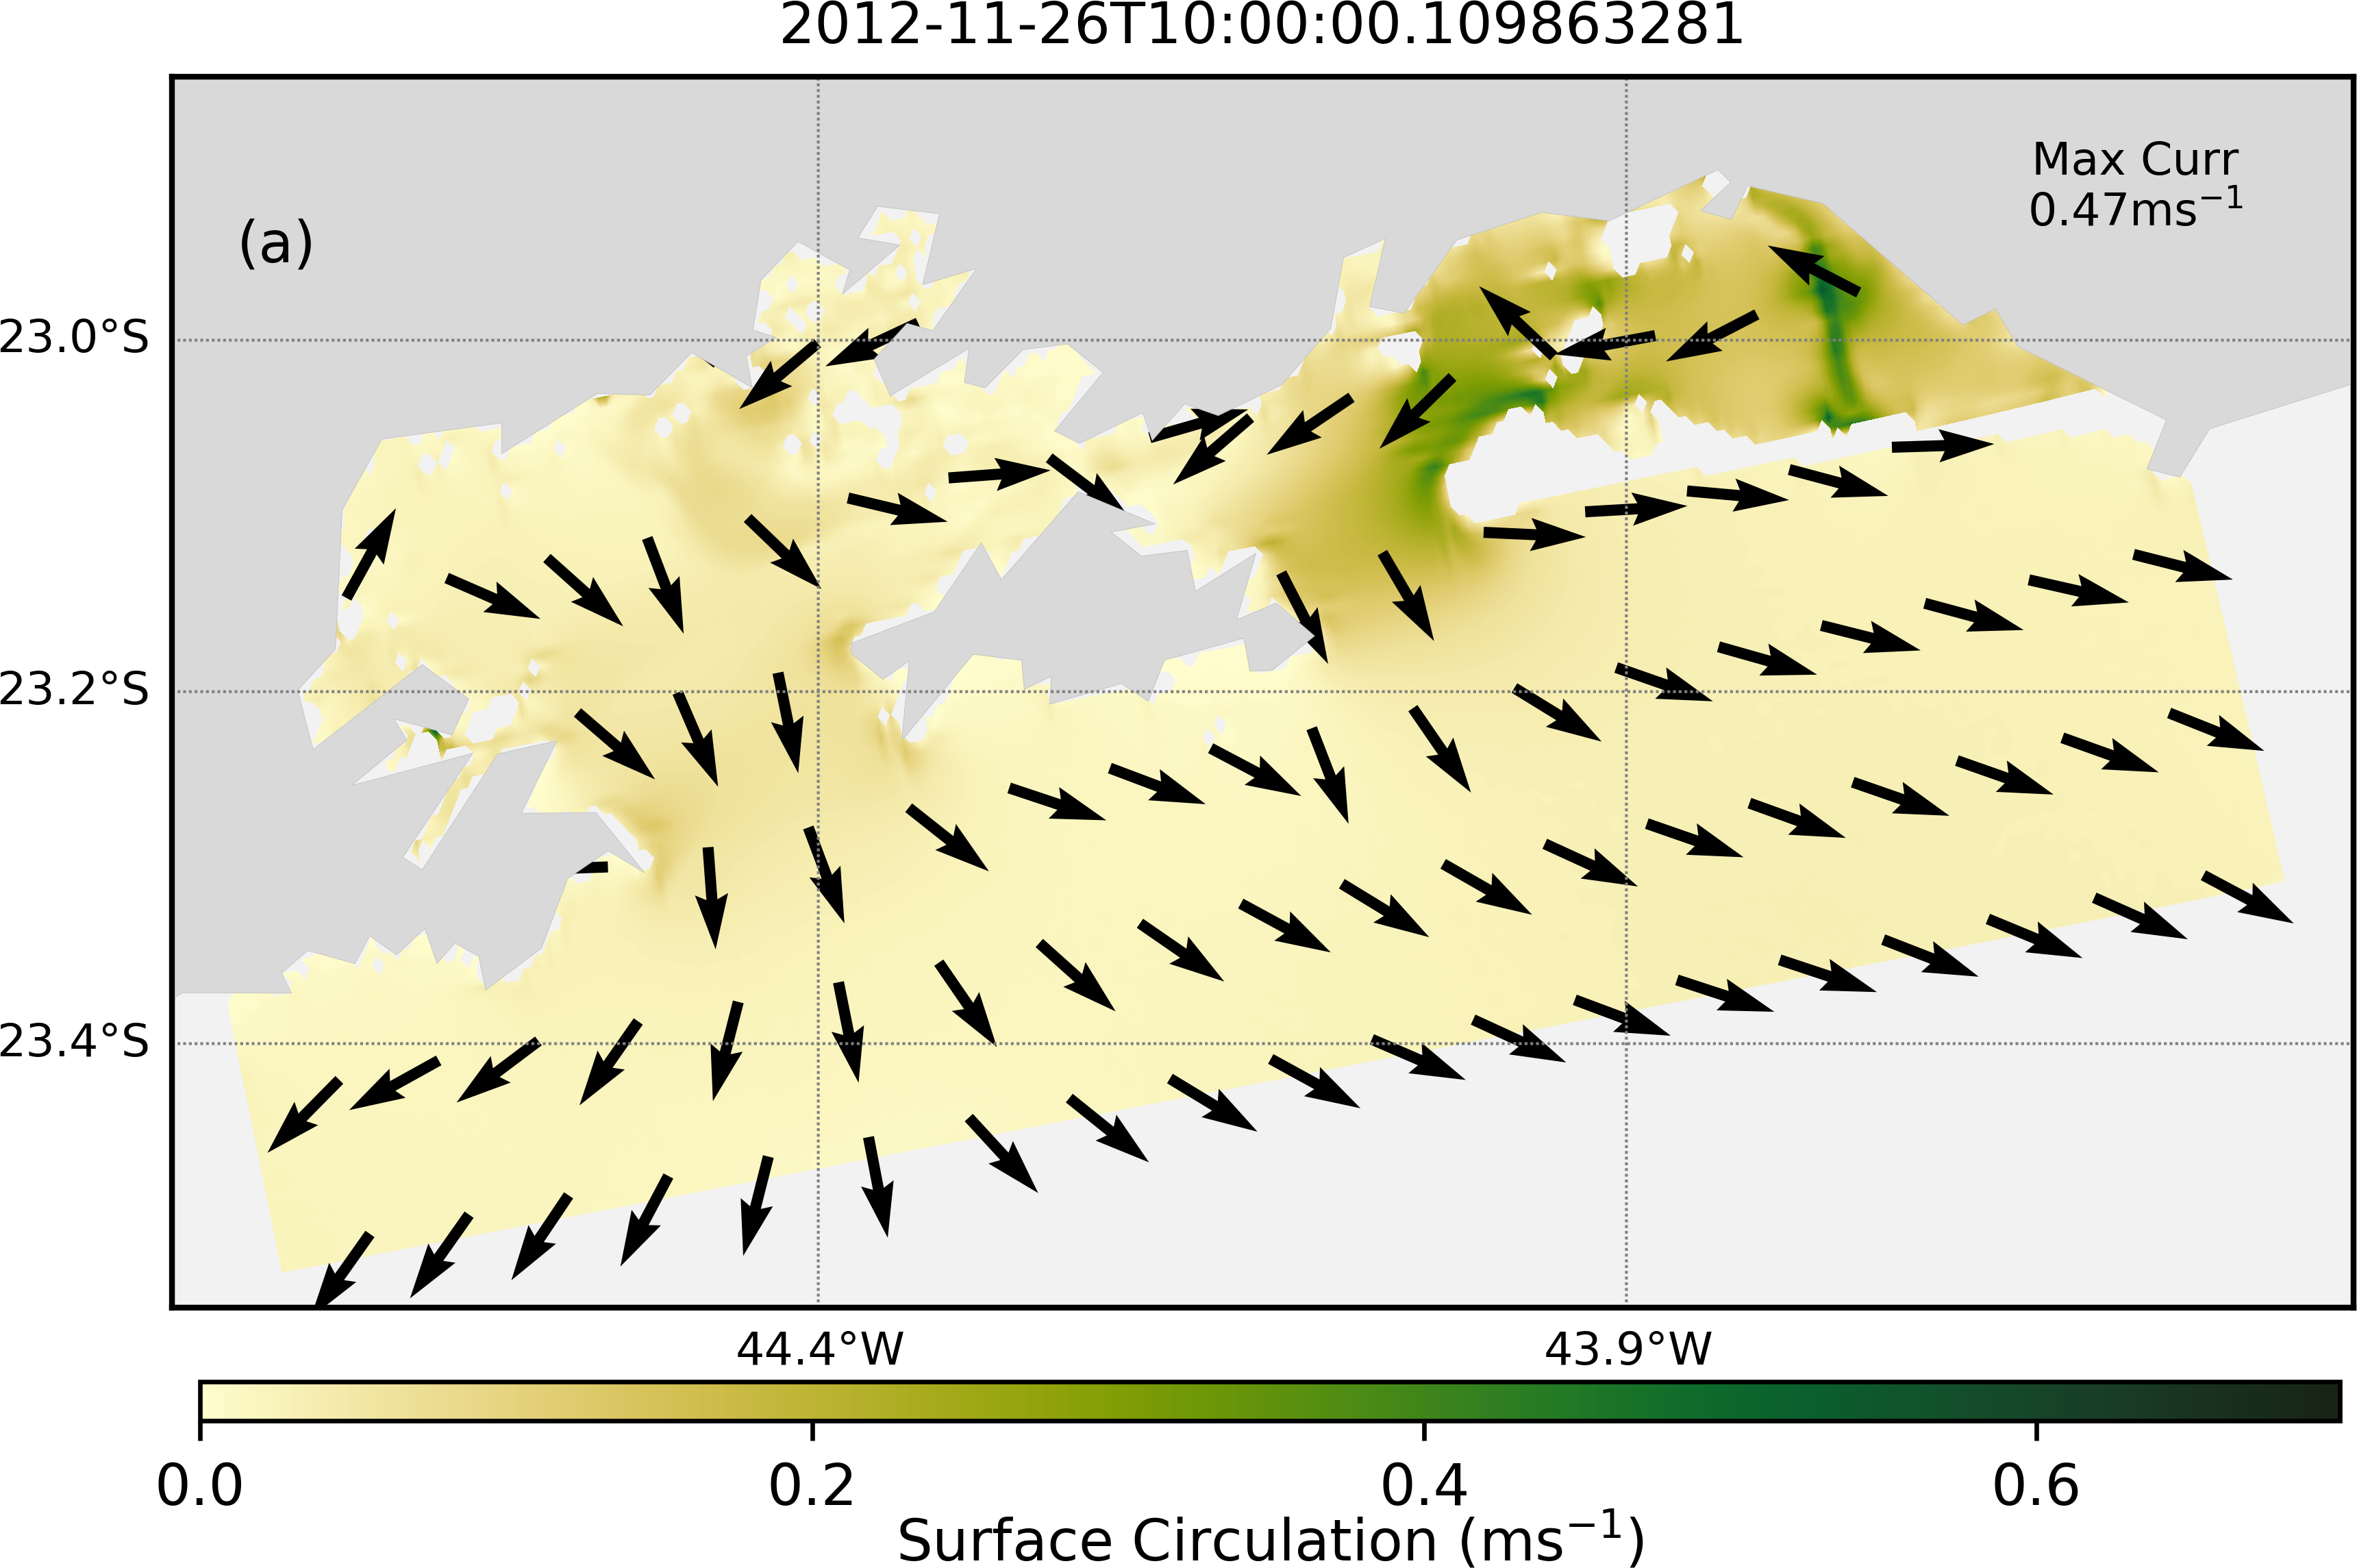 2012-11-26T10:00:00.109863281
Max Curr
0.47ms⁻¹
(a)
23.0°S
23.2°S
23.4°S
44.4°W 43.9°W
0.0 0.2 0.4 0.6
Surface Circulation (ms⁻¹)